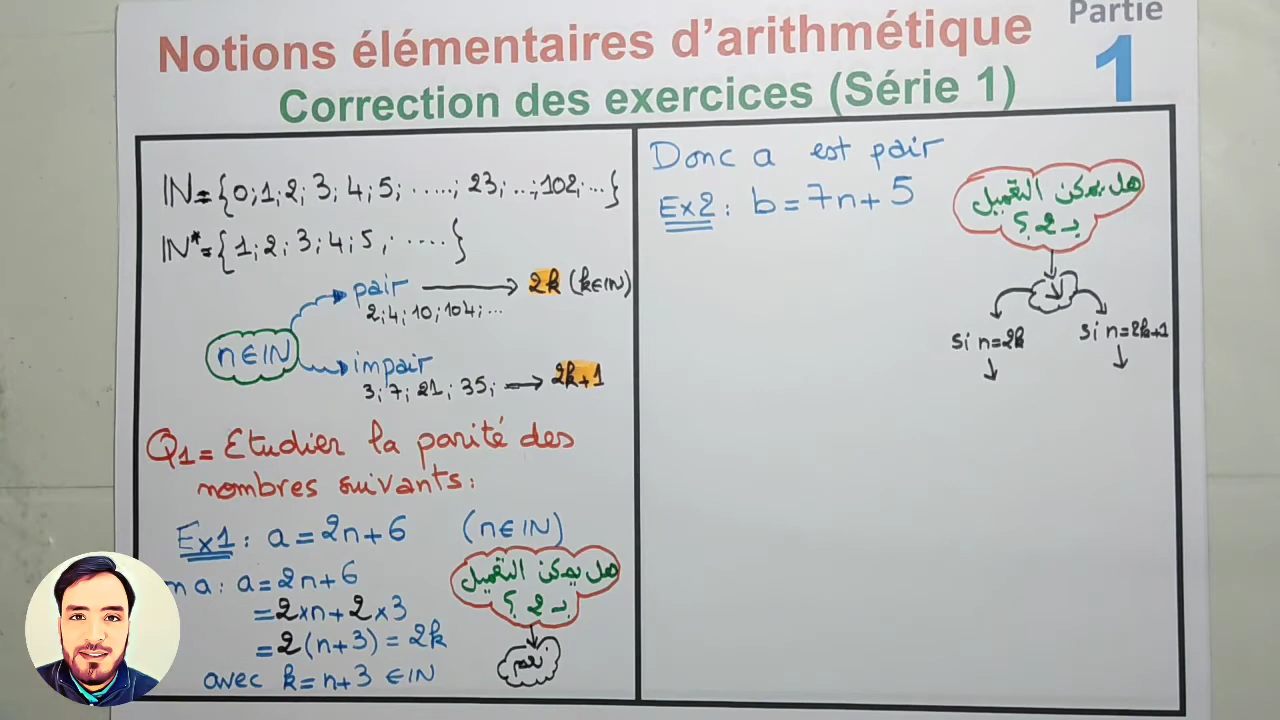 Notions élémentaires d'arithmétique
Correction des exercices (Série 1)
Partie
1
IN={0;1;2;3;4;5;.....;23;...;102;...}
IN*={1;2;3;4;5;.....}
n∈IN
pair → 2k (k∈IN)
2;4;10;104;...
impair
3;7;21;35; → 2k+1
Q1= Etudier la parité des
nombres suivants:
Ex1: a=2n+6 (n∈IN)
هل يمكن التعميل
بـ 2 ؟
نعم
n a: a=2n+6
=2×n+2×3
=2(n+3)=2k
avec k=n+3 ∈IN
Donc a est pair
Ex2: b=7n+5
هل يمكن التعميل
بـ 2 ؟
لا
si n=2k
si n=2k+1